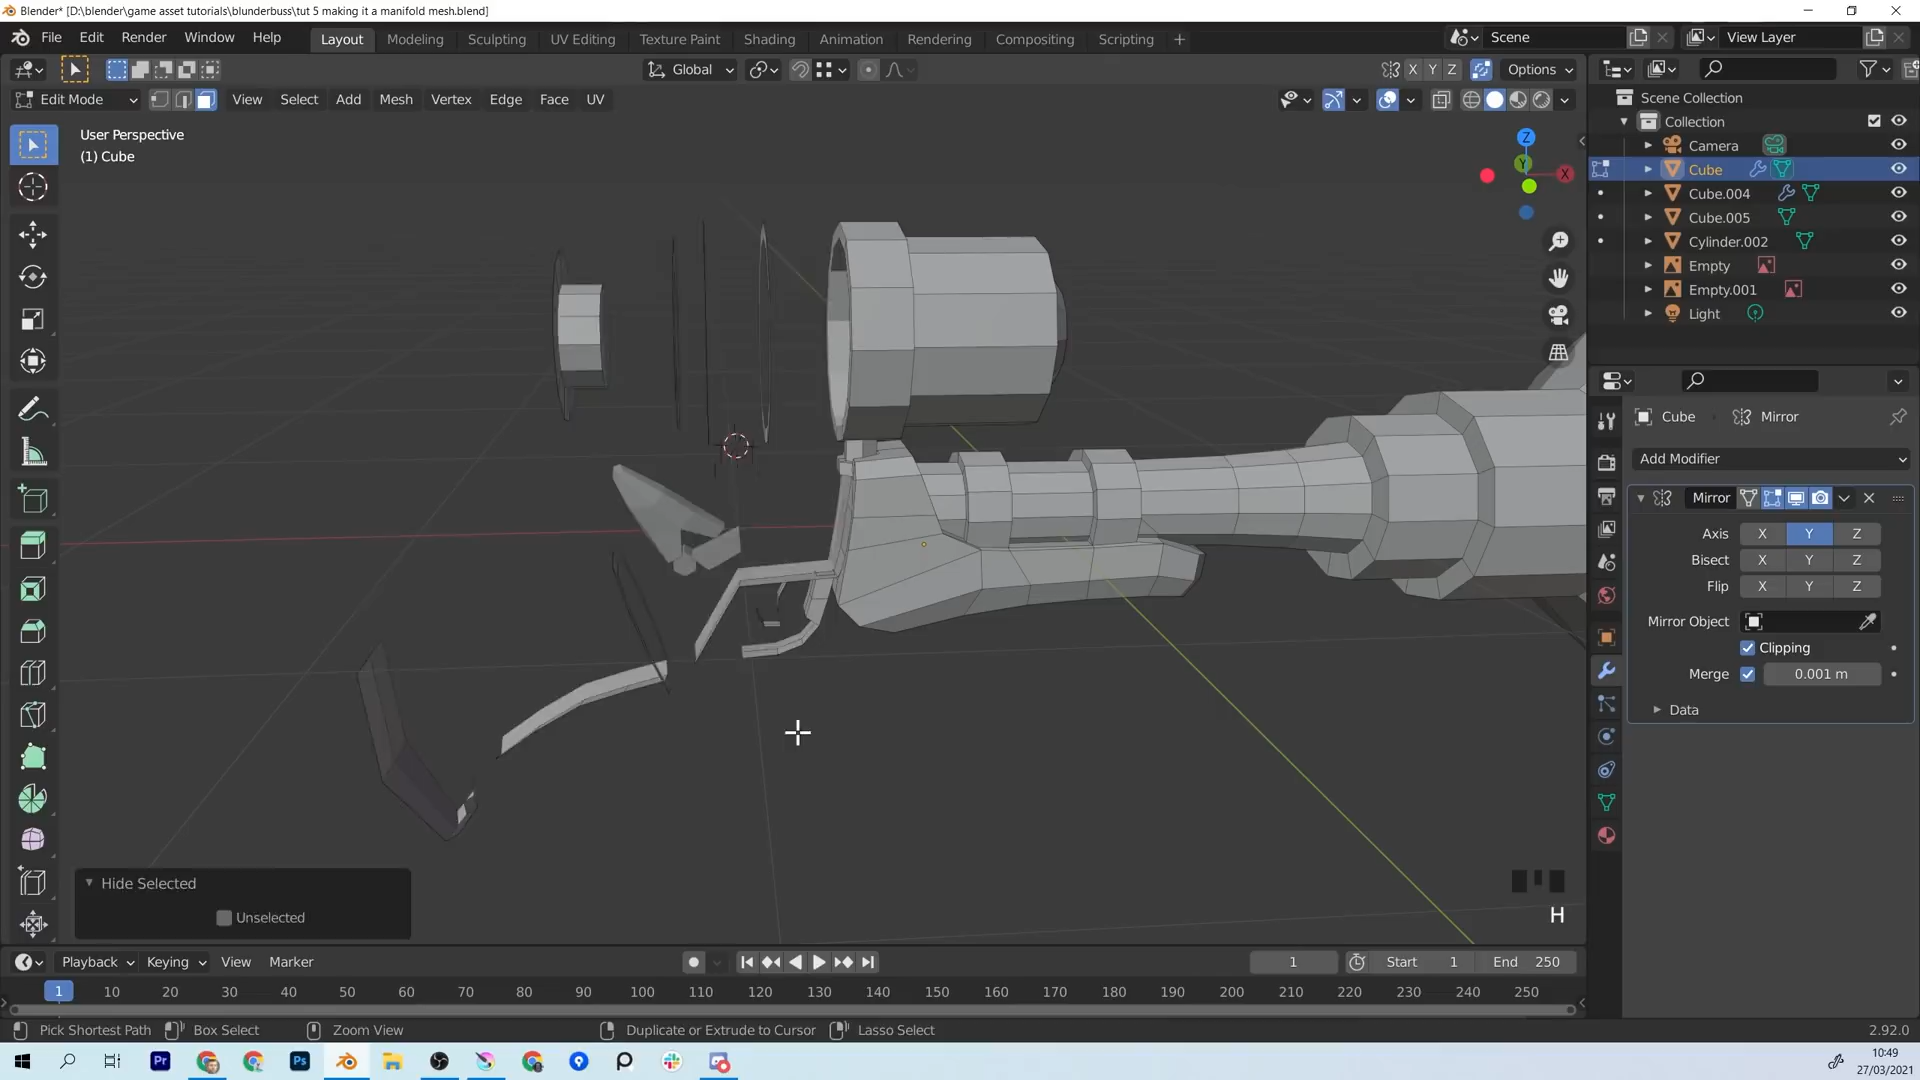 Blender* [D:\blender\game asset tutorials\blunderbuss\tut 5 making it a manifold mesh.blend]
File Edit Render Window Help Layout Modeling Sculpting UV Editing Texture Paint Shading Animation Rendering Compositing Scripting + Scene View Layer
Global X Y Z Options
Edit Mode View Select Add Mesh Vertex Edge Face UV
User Perspective
(1) Cube
Z
Y
X
Scene Collection
Collection
Camera
Cube
Cube.004
Cube.005
Cylinder.002
Empty
Empty.001
Light
Cube Mirror
Add Modifier
Mirror
Axis X Y Z
Bisect X Y Z
Flip X Y Z
Mirror Object
Clipping
Merge 0.001 m
Data
Hide Selected
Unselected
H
Playback Keying View Marker 1 Start 1 End 250
1 10 20 30 40 50 60 70 80 90 100 110 120 130 140 150 160 170 180 190 200 210 220 230 240 250
Pick Shortest Path Box Select Zoom View Duplicate or Extrude to Cursor Lasso Select 2.92.0
Pr Ps
10:49
27/03/2021